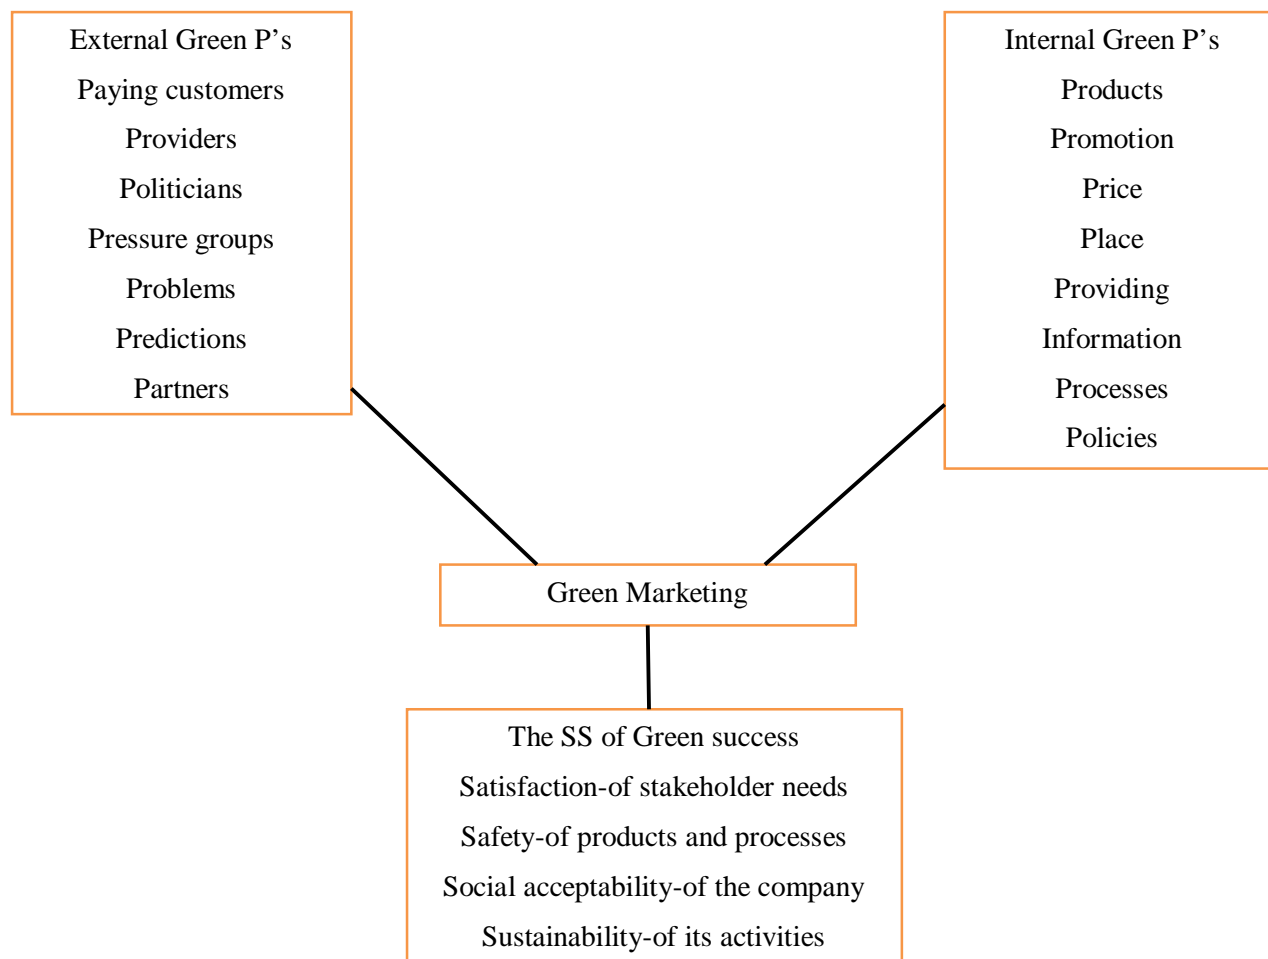 External Green P’s
Paying customers
Providers
Politicians
Pressure groups
Problems
Predictions
Partners
Internal Green P’s
Products
Promotion
Price
Place
Providing
Information
Processes
Policies
Green Marketing
The SS of Green success
Satisfaction-of stakeholder needs
Safety-of products and processes
Social acceptability-of the company
Sustainability-of its activities